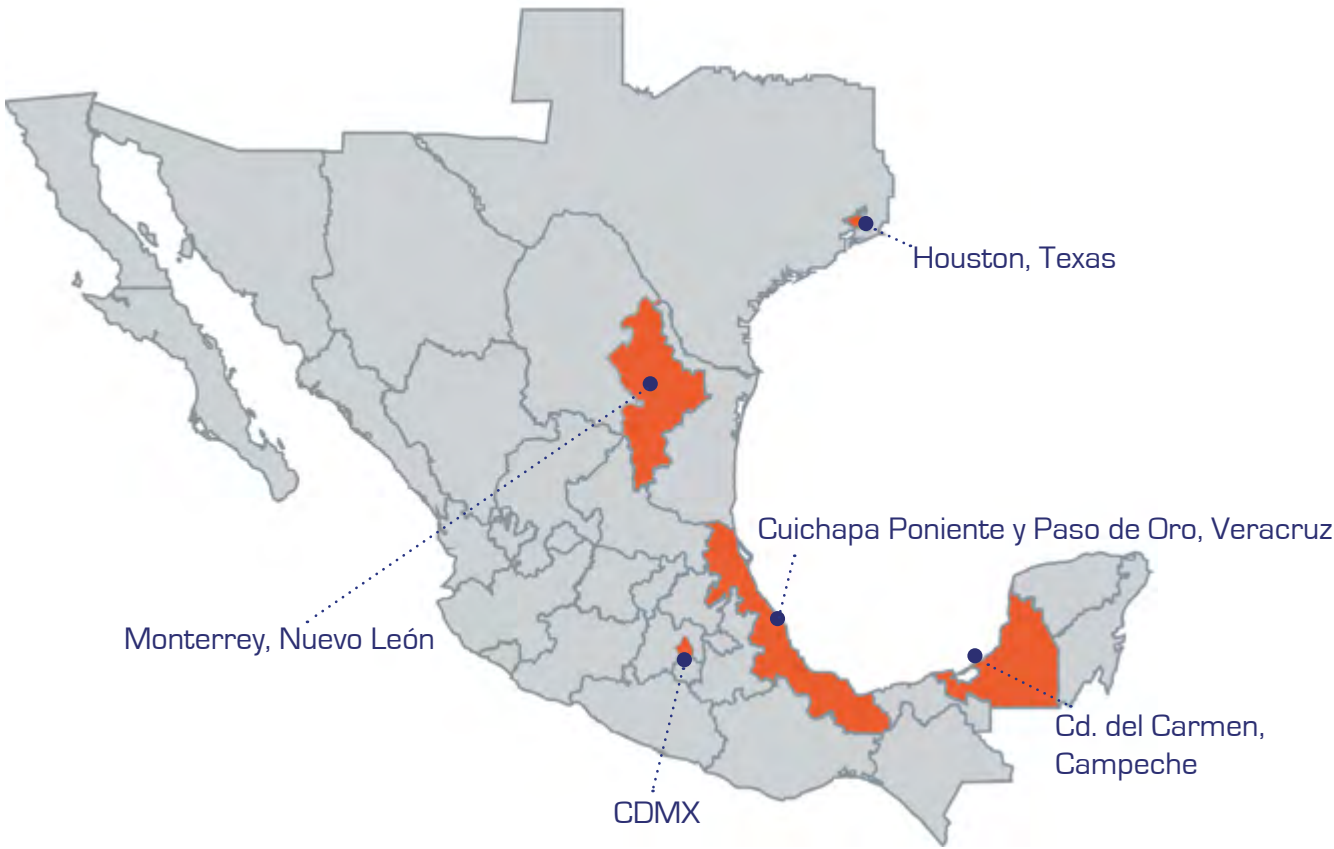 Houston, Texas
Cuichapa Poniente y Paso de Oro, Veracruz
Monterrey, Nuevo León
Cd. del Carmen,
Campeche
CDMX